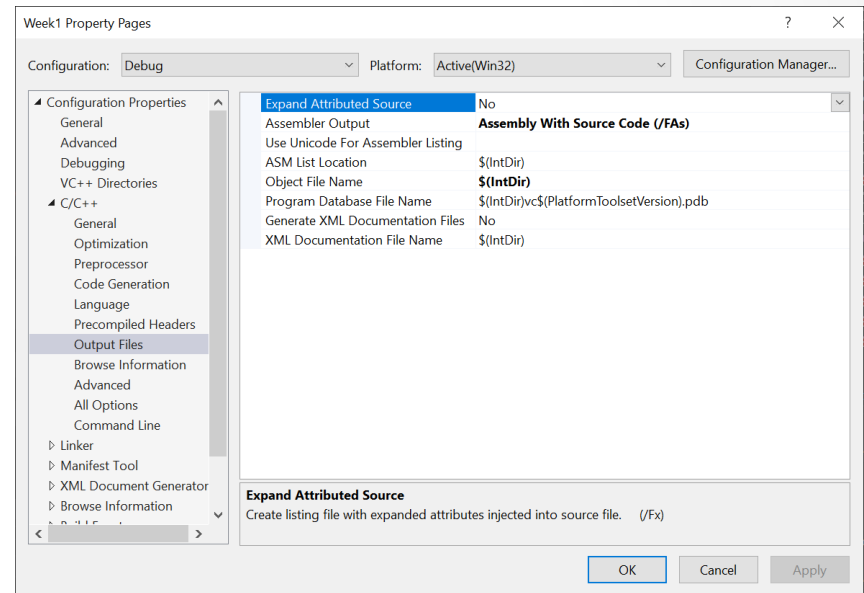 Week1 Property Pages ?
Configuration: Debug Platform: Active(Win32) Configuration Manager...
Configuration Properties
General
Advanced
Debugging
VC++ Directories
C/C++
General
Optimization
Preprocessor
Code Generation
Language
Precompiled Headers
Output Files
Browse Information
Advanced
All Options
Command Line
Linker
Manifest Tool
XML Document Generator
Browse Information
Expand Attributed Source No
Assembler Output Assembly With Source Code (/FAs)
Use Unicode For Assembler Listing
ASM List Location $(IntDir)
Object File Name $(IntDir)
Program Database File Name $(IntDir)vc$(PlatformToolsetVersion).pdb
Generate XML Documentation Files No
XML Documentation File Name $(IntDir)
Expand Attributed Source
Create listing file with expanded attributes injected into source file. (/Fx)
OK Cancel Apply